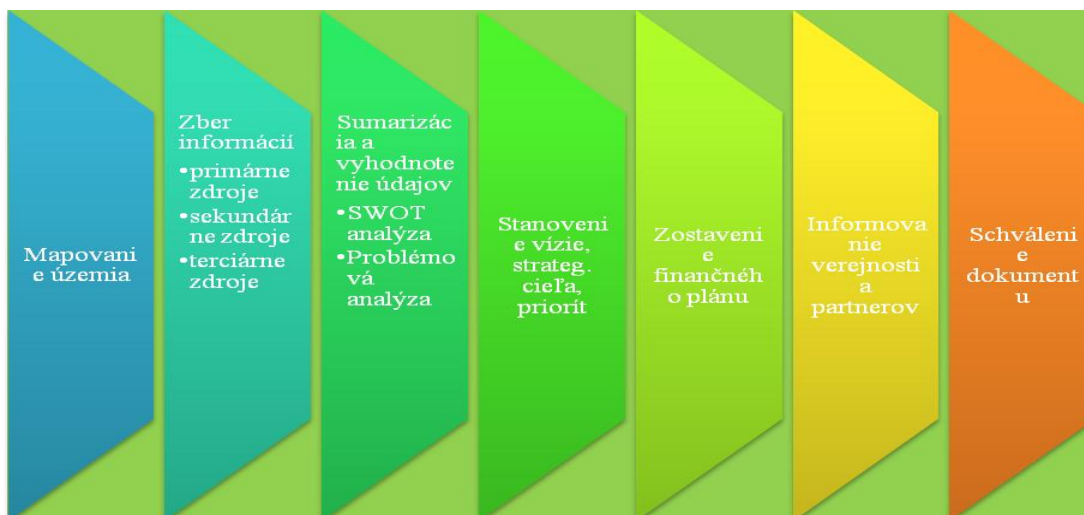 Mapovani
e územia
Zber
informácií
•primárne
zdroje
•sekundár
ne zdroje
•terciárne
zdroje
Sumarizác
ia a
vyhodnote
nie údajov
•SWOT
analýza
•Problémo
vá
analýza
Stanoveni
e vízie,
strateg.
cieľa,
priorít
Zostaveni
e
finančnéh
o plánu
Informova
nie
verejnosti
a
partnerov
Schváleni
e
dokument
u